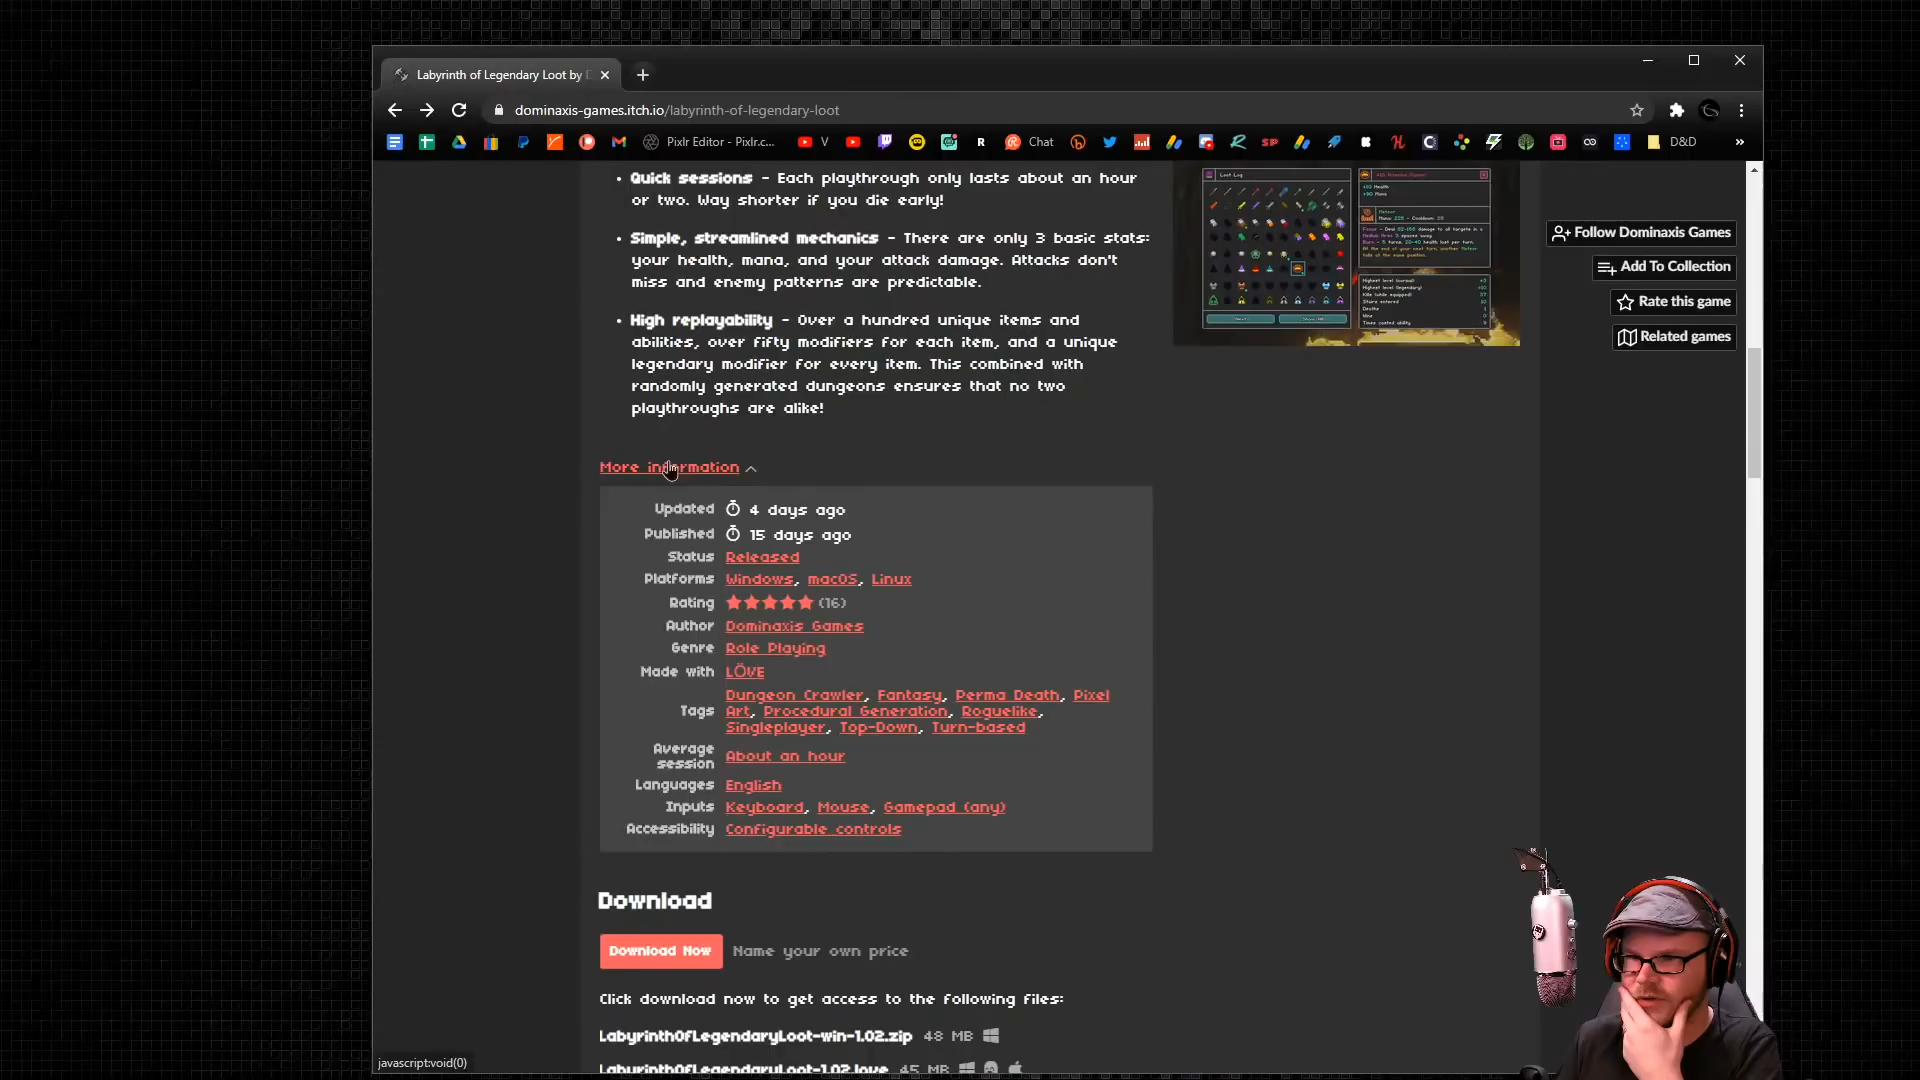 Labyrinth of Legendary Loot by D
dominaxis-games.itch.io/labyrinth-of-legendary-loot
Pixlr Editor - Pixlr.c... V R Chat D&D
Quick sessions - Each playthrough only lasts about an hour
or two. Way shorter if you die early!
Simple, streamlined mechanics - There are only 3 basic stats:
your health, mana, and your attack damage. Attacks don't
miss and enemy patterns are predictable.
High replayability - Over a hundred unique items and
abilities, over fifty modifiers for each item, and a unique
legendary modifier for every item. This combined with
randomly generated dungeons ensures that no two
playthroughs are alike!
Loot Log
Follow Dominaxis Games
Add To Collection
Rate this game
Related games
More information
Updated 4 days ago
Published 15 days ago
Status Released
Platforms Windows, macOS, Linux
Rating (16)
Author Dominaxis Games
Genre Role Playing
Made with LÖVE
Tags Dungeon Crawler, Fantasy, Perma Death, Pixel
Art, Procedural Generation, Roguelike,
Singleplayer, Top-Down, Turn-based
Average
session About an hour
Languages English
Inputs Keyboard, Mouse, Gamepad (any)
Accessibility Configurable controls
Download
Download Now Name your own price
Click download now to get access to the following files:
LabyrinthOfLegendaryLoot-win-1.02.zip 48 MB
LabyrinthOfLegendaryLoot-1.02.love 45 MB
javascript:void(0)